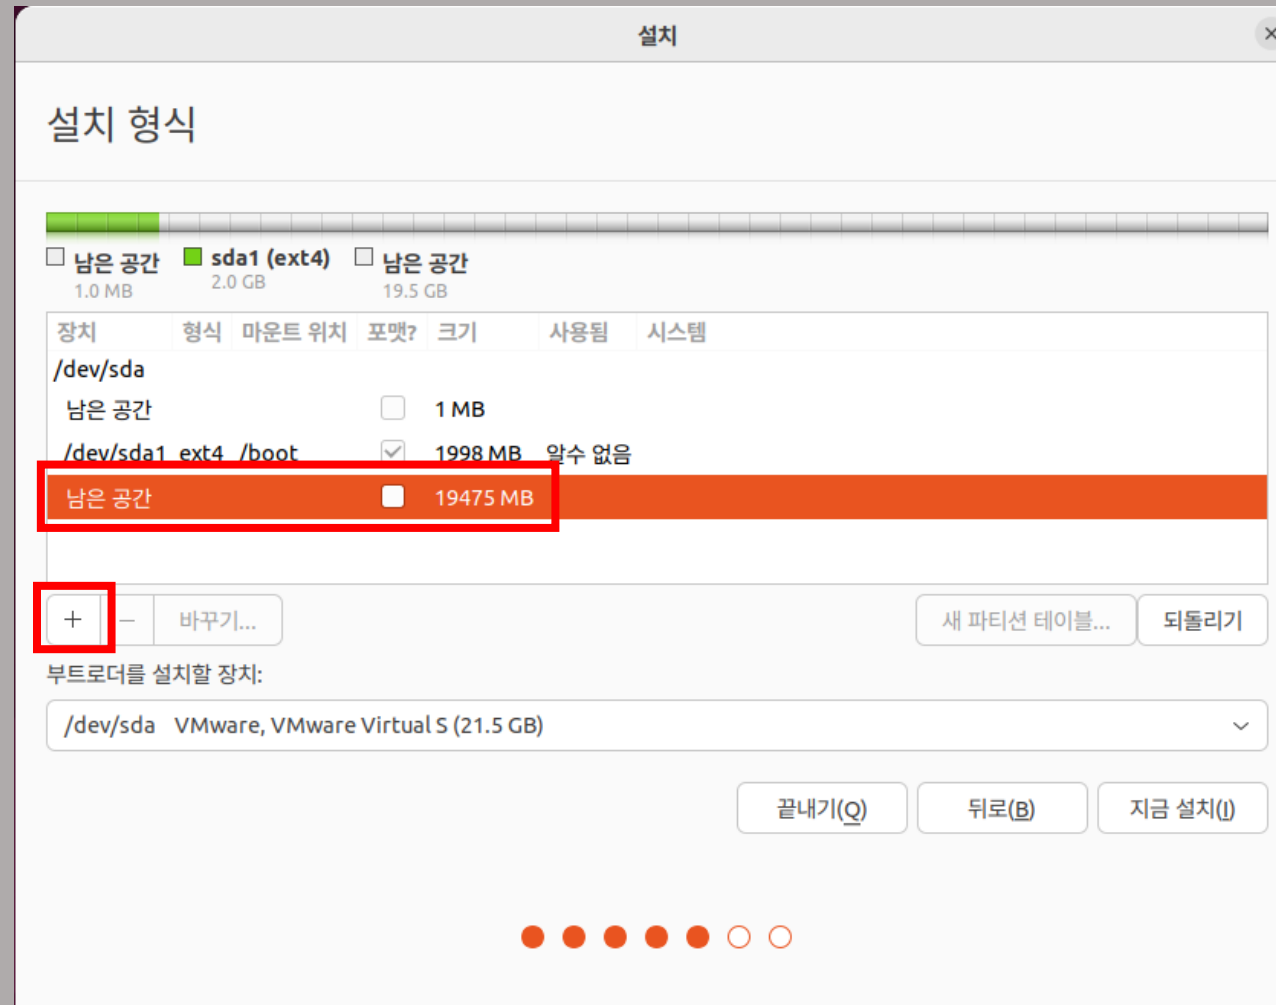 설치
설치 형식
남은 공간 sda1 (ext4) 남은 공간
1.0 MB 2.0 GB 19.5 GB
장치 형식 마운트 위치 포맷? 크기 사용됨 시스템
/dev/sda
남은 공간 1 MB
/dev/sda1 ext4 /boot 1998 MB 알수 없음
남은 공간 19475 MB
+ − 바꾸기... 새 파티션 테이블... 되돌리기
부트로더를 설치할 장치:
/dev/sda VMware, VMware Virtual S (21.5 GB)
끝내기(Q) 뒤로(B) 지금 설치(I)